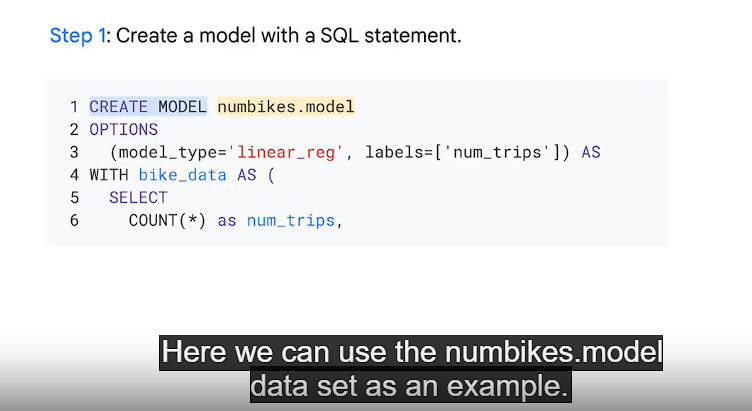 Step 1: Create a model with a SQL statement.
1 CREATE MODEL numbikes.model
2 OPTIONS
3 (model_type='linear_reg', labels=['num_trips']) AS
4 WITH bike_data AS (
5 SELECT
6 COUNT(*) as num_trips,
Here we can use the numbikes.model
data set as an example.